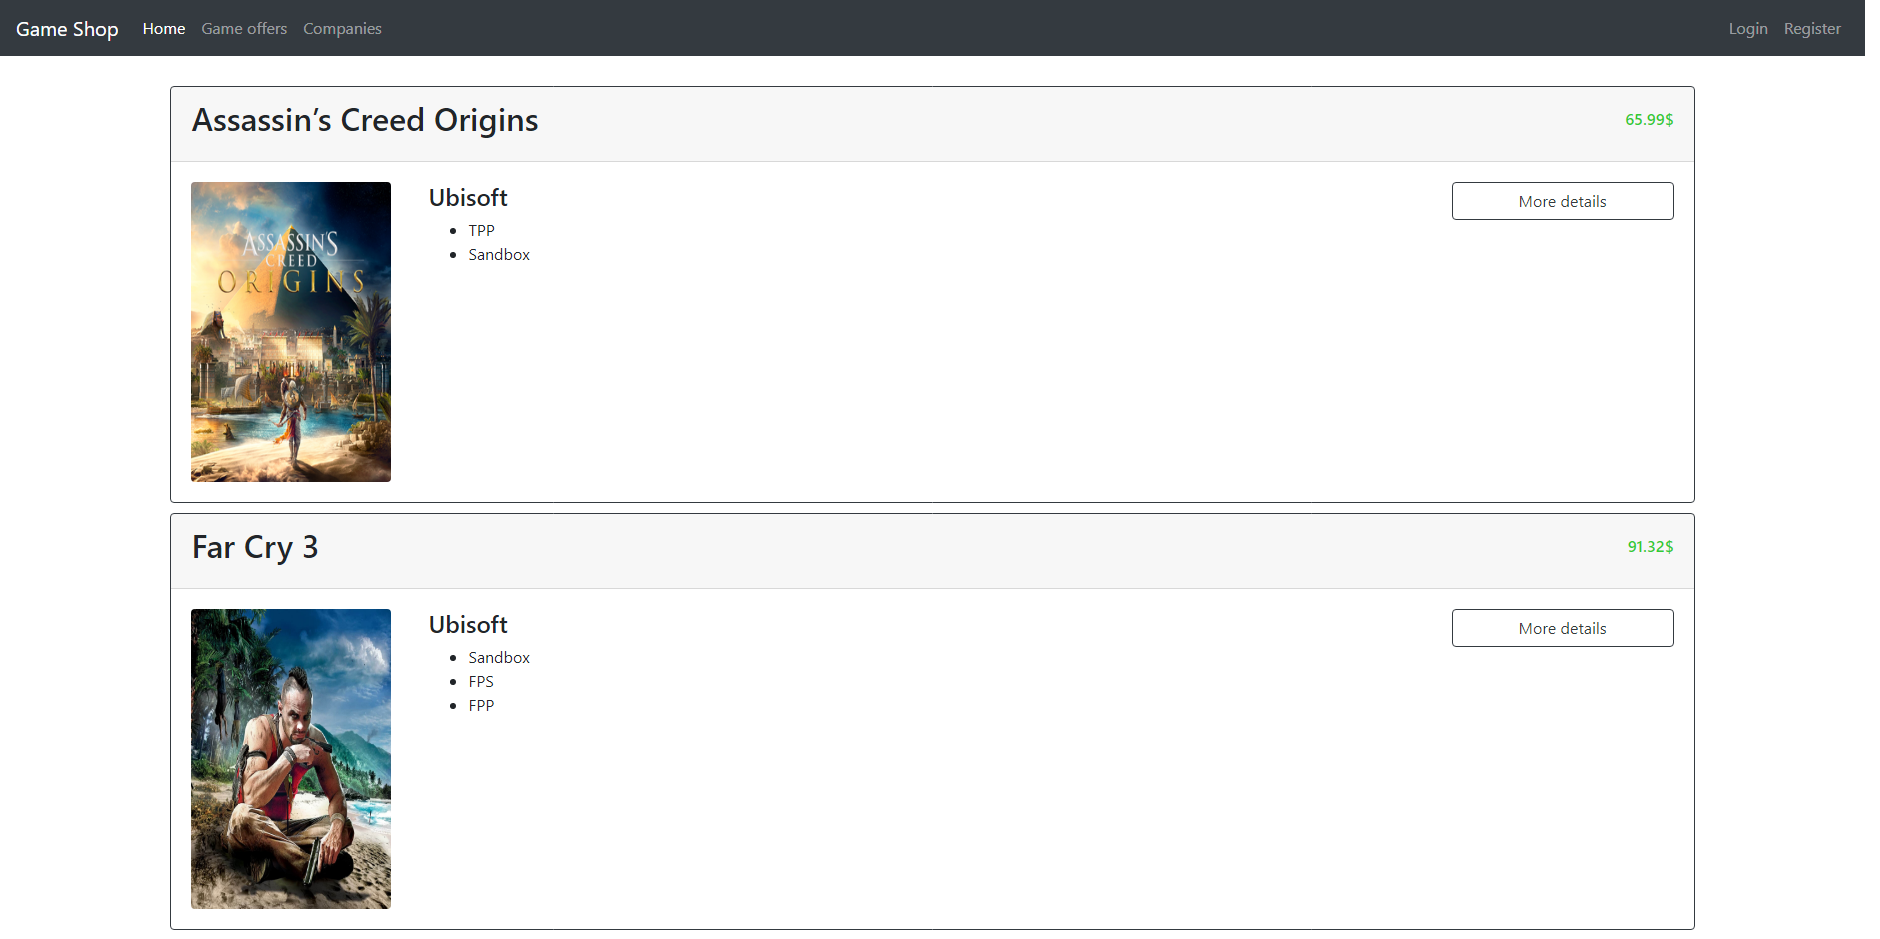 Game Shop Home Game offers Companies Login Register
Assassin’s Creed Origins 65.99$
ASSASSIN'S
CREED
ORIGINS
Ubisoft More details
• TPP
• Sandbox
Far Cry 3 91.32$
Ubisoft More details
• Sandbox
• FPS
• FPP